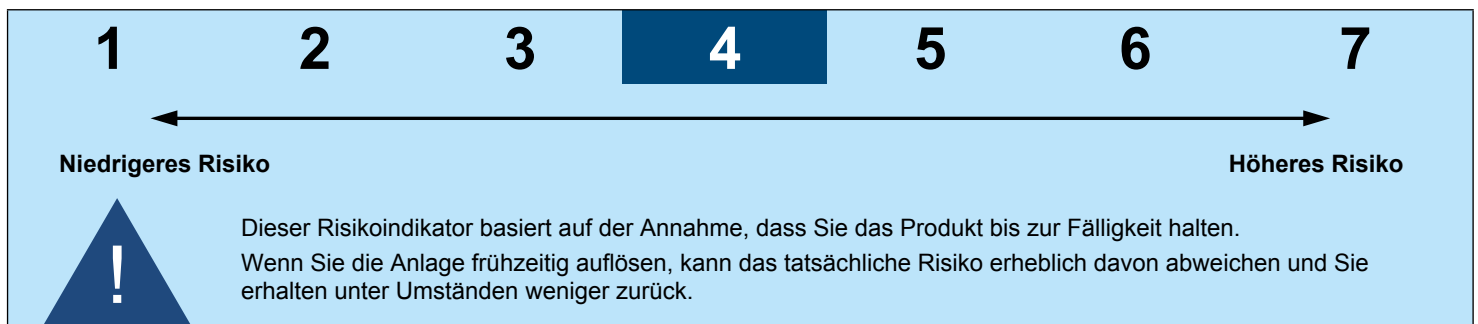 1 2 3 4 5 6 7
Niedrigeres Risiko Höheres Risiko
!
Dieser Risikoindikator basiert auf der Annahme, dass Sie das Produkt bis zur Fälligkeit halten.
Wenn Sie die Anlage frühzeitig auflösen, kann das tatsächliche Risiko erheblich davon abweichen und Sie
erhalten unter Umständen weniger zurück.